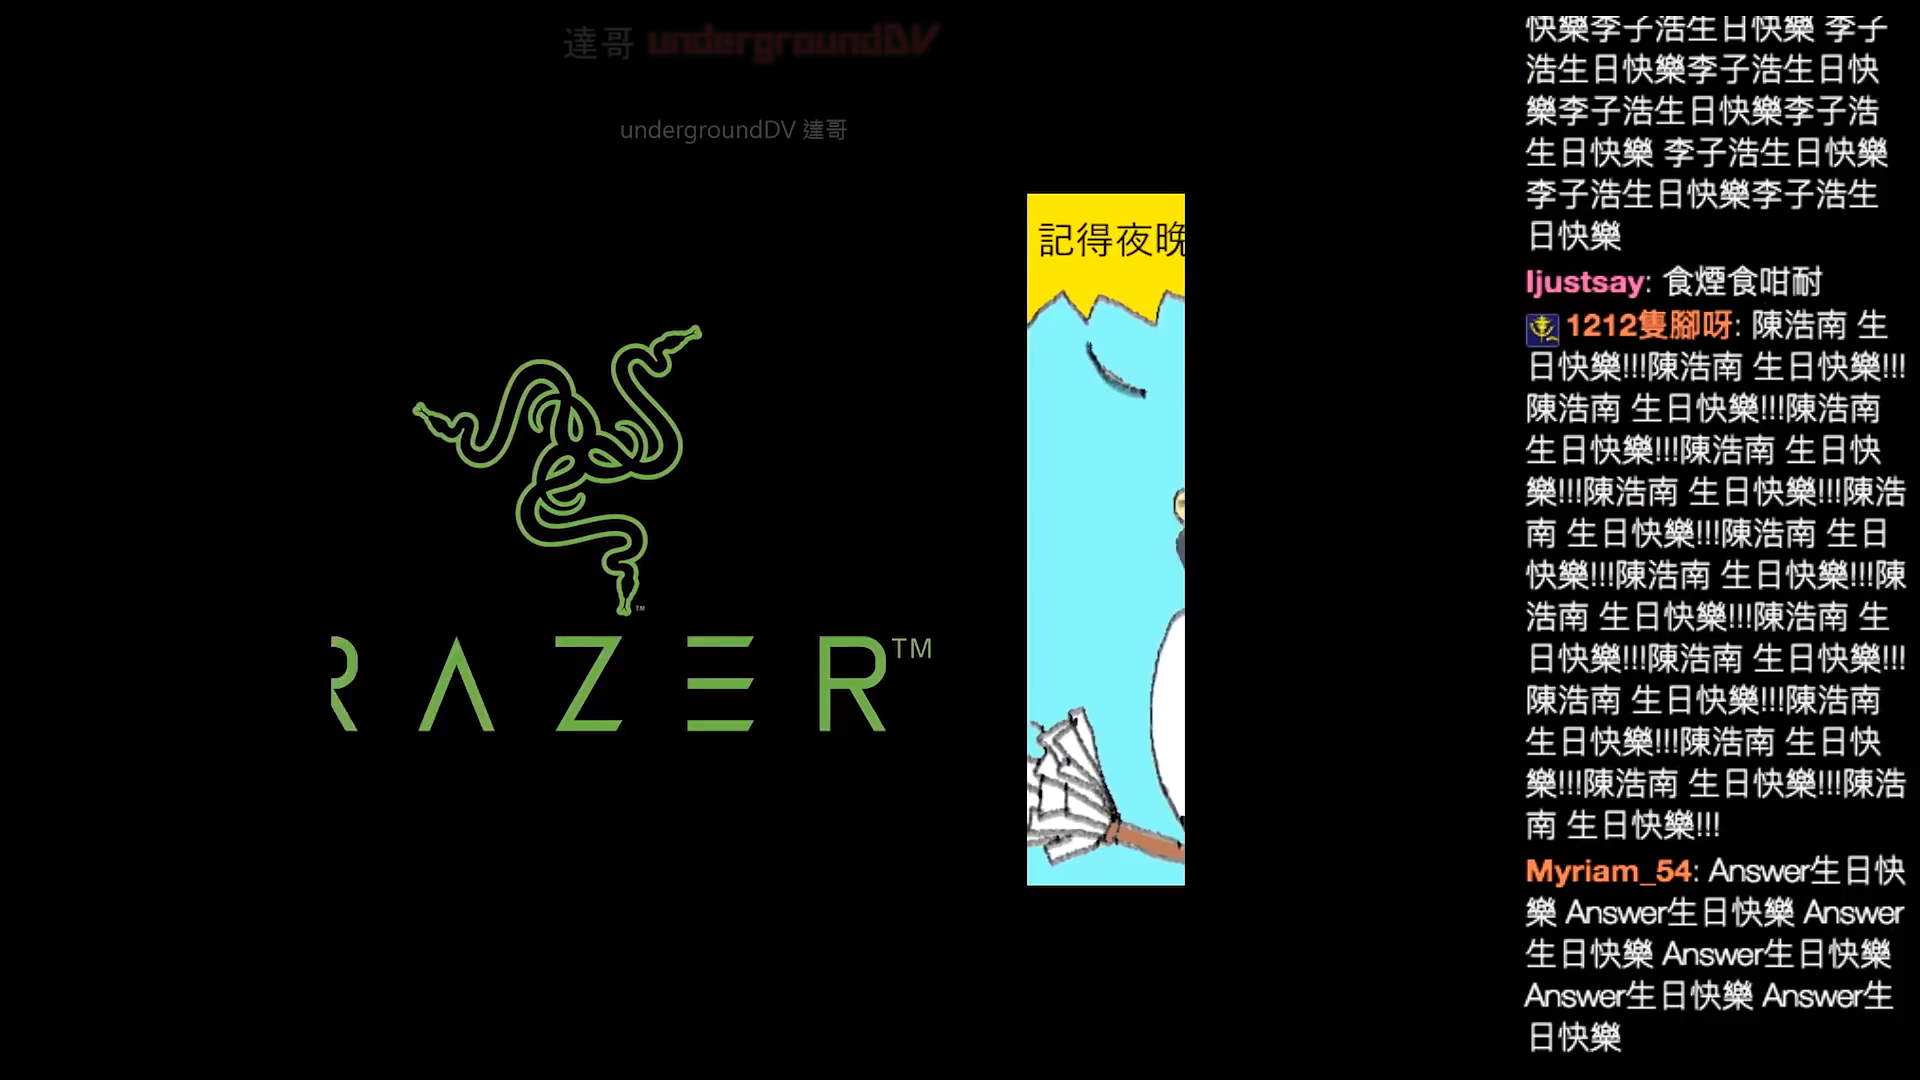 達哥 undergroundDV
undergroundDV 達哥
記得夜晚
RAZER™
快樂李子浩生日快樂 李子
浩生日快樂李子浩生日快
樂李子浩生日快樂李子浩
生日快樂 李子浩生日快樂
李子浩生日快樂李子浩生
日快樂
Ijustsay: 食煙食咁耐
1212隻腳呀: 陳浩南 生
日快樂!!!陳浩南 生日快樂!!!
陳浩南 生日快樂!!!陳浩南
生日快樂!!!陳浩南 生日快
樂!!!陳浩南 生日快樂!!!陳浩
南 生日快樂!!!陳浩南 生日
快樂!!!陳浩南 生日快樂!!!陳
浩南 生日快樂!!!陳浩南 生
日快樂!!!陳浩南 生日快樂!!!
陳浩南 生日快樂!!!陳浩南
生日快樂!!!陳浩南 生日快
樂!!!陳浩南 生日快樂!!!陳浩
南 生日快樂!!!
Myriam_54: Answer生日快
樂 Answer生日快樂 Answer
生日快樂 Answer生日快樂
Answer生日快樂 Answer生
日快樂